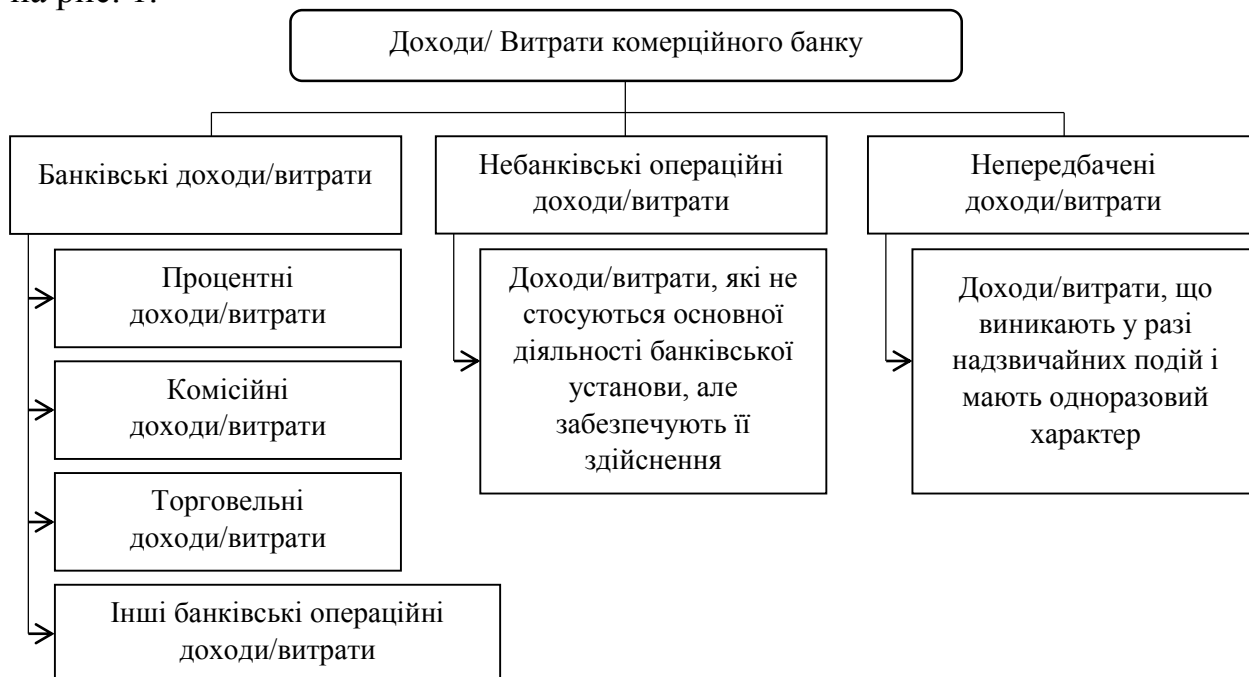 на рис. 1.
Доходи/ Витрати комерційного банку
Банківські доходи/витрати
Небанківські операційні
доходи/витрати
Непередбачені
доходи/витрати
Процентні
доходи/витрати
Комісійні
доходи/витрати
Торговельні
доходи/витрати
Інші банківські операційні
доходи/витрати
Доходи/витрати, які не
стосуються основної
діяльності банківської
установи, але
забезпечують її
здійснення
Доходи/витрати, що
виникають у разі
надзвичайних подій і
мають одноразовий
характер